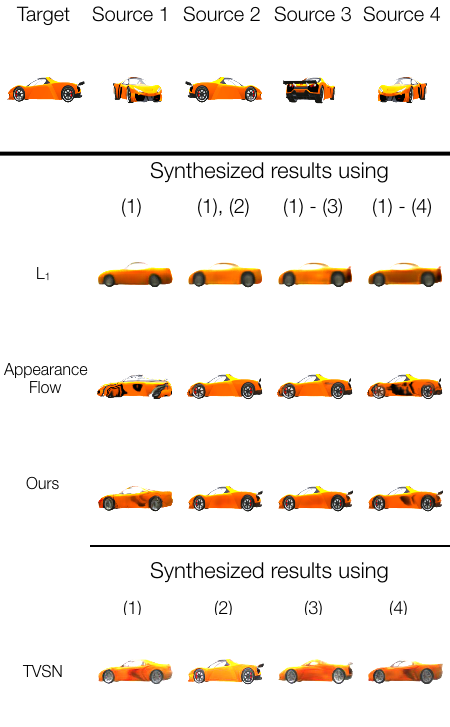 Target Source 1 Source 2 Source 3 Source 4
Synthesized results using
(1) (1), (2) (1) - (3) (1) - (4)
L₁
Appearance
Flow
Ours
Synthesized results using
(1) (2) (3) (4)
TVSN